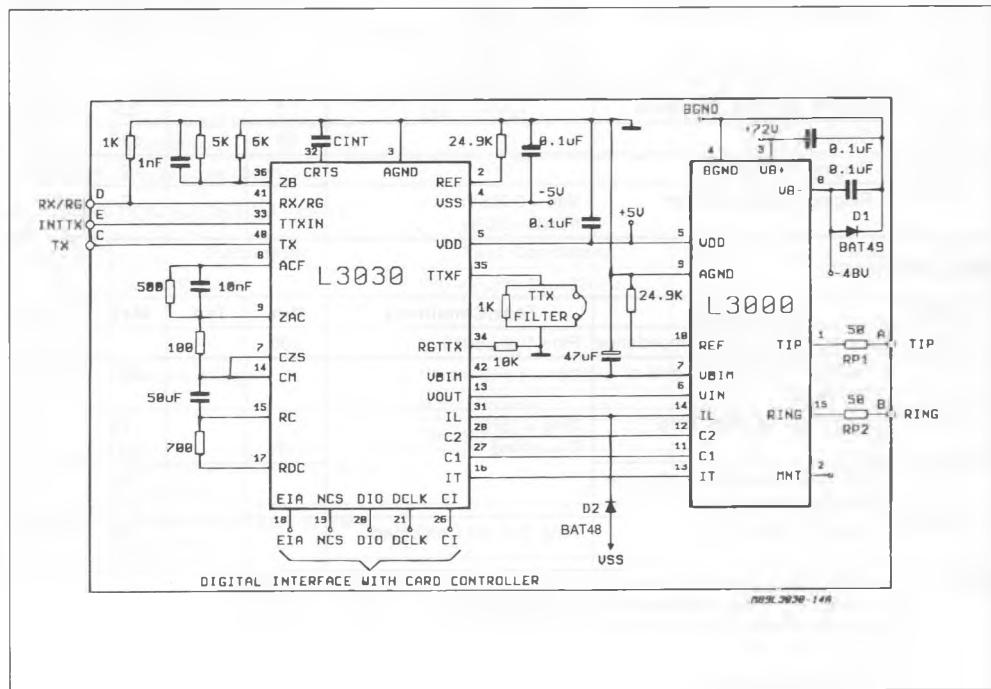 BGND
+72V
1K
5K
6K
CINT
24.9K
0.1uF
0.1uF
1nF
32
3
4
3
36
ZB
CRTS
AGND
REF
2
BGND
VB+
8
0.1uF
D
41
RX/RG
VSS
4
-5V
VB-
RX/RG
E
33
TTXIN
0.1uF
+5V
D1
INTTX
C
TX
VDD
5
5
VDD
BAT49
TX
8
ACF
L3030
TTXF
35
9
AGND
-48V
500
10nF
TTX
24.9K
L3000
9
ZAC
1K
FILTER
50
A
100
RGTTX
34
10K
47uF
10
REF
TIP
1
TIP
7
CZS
RP1
14
CM
VBIM
42
7
VBIM
VOUT
13
6
VIN
50
B
50uF
15
RC
IL
31
14
IL
RING
15
RING
C2
28
12
C2
RP2
700
C1
27
11
C1
17
RDC
IT
16
13
IT
2
MNT
EIA NCS DIO DCLK CI
D2
18 19 20 21 26
BAT48
EIA NCS DIO DCLK CI
VSS
DIGITAL INTERFACE WITH CARD CONTROLLER
M89L3030-14A